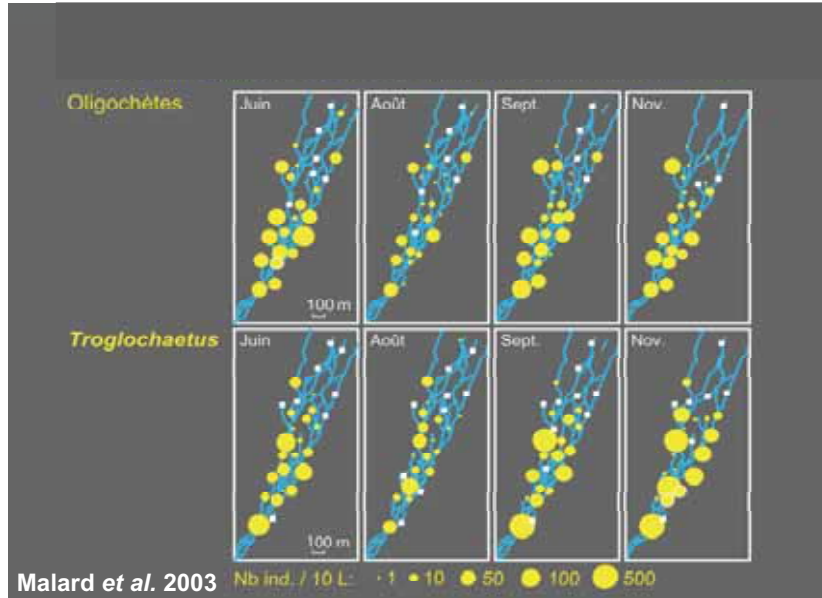 Oligochètes
Juin
Août
Sept.
Nov.
100 m
Troglochaetus
Juin
Août
Sept.
Nov.
100 m
Malard et al. 2003
Nb ind. / 10 L: 1 10 50 100 500